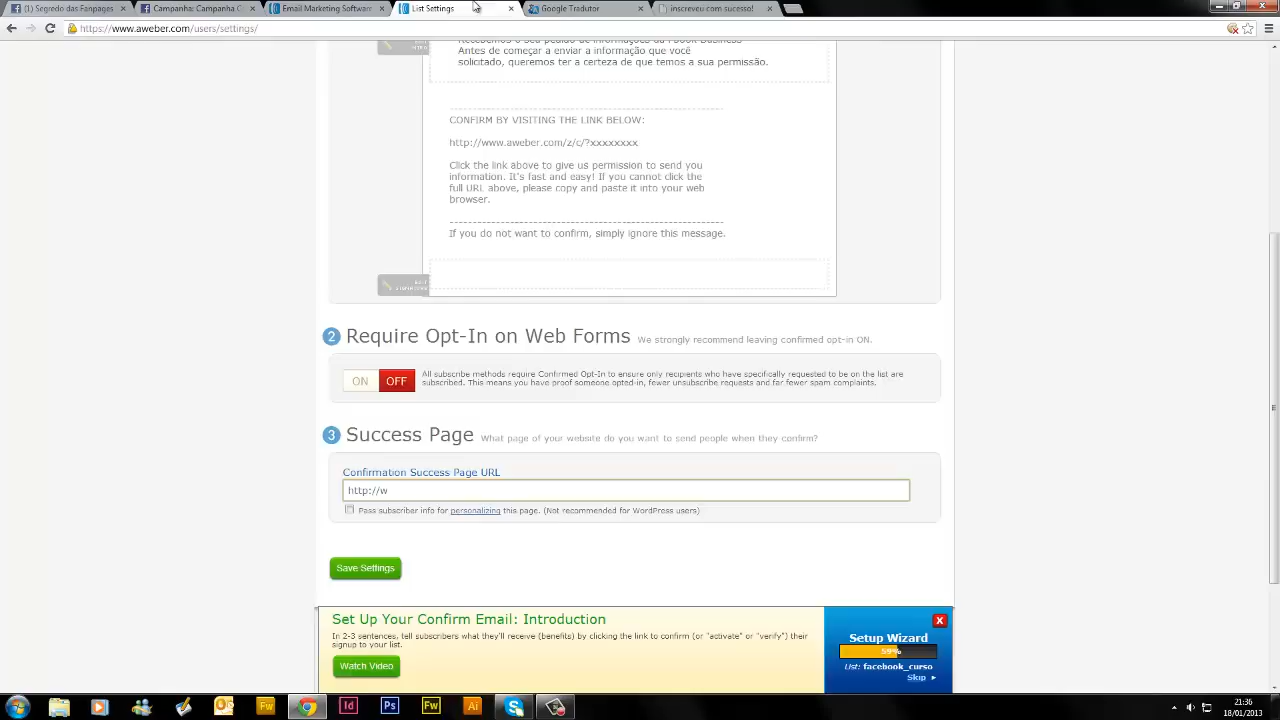 (1) Segredo das Fanpages
Campanha: Campanha. C
Email Marketing Software
List Settings
Google Tradutor
inscreveu com sucesso!
https://www.aweber.com/users/settings/
Antes de começar a enviar a informação que você
solicitado, queremos ter a certeza de que temos a sua permissão.
CONFIRM BY VISITING THE LINK BELOW:
http://www.aweber.com/z/c/?xxxxxxxx
Click the link above to give us permission to send you
information. It's fast and easy! If you cannot click the
full URL above, please copy and paste it into your web
browser.
If you do not want to confirm, simply ignore this message.
2 Require Opt-In on Web Forms We strongly recommend leaving confirmed opt-in ON.
ON OFF
All subscribe methods require Confirmed Opt-In to ensure only recipients who have specifically requested to be on the list are
subscribed. This means you have proof someone opted-in, fewer unsubscribe requests and far fewer spam complaints.
3 Success Page What page of your website do you want to send people when they confirm?
Confirmation Success Page URL
http://w
Pass subscriber info for personalizing this page. (Not recommended for WordPress users)
Save Settings
Set Up Your Confirm Email: Introduction
In 2-3 sentences, tell subscribers what they'll receive (benefits) by clicking the link to confirm (or "activate" or "verify") their
signup to your list.
Watch Video
Setup Wizard
59%
List: facebook_curso
Skip ▸
Fw
Id
Ps
Fw
Ai
21:36
18/01/2013